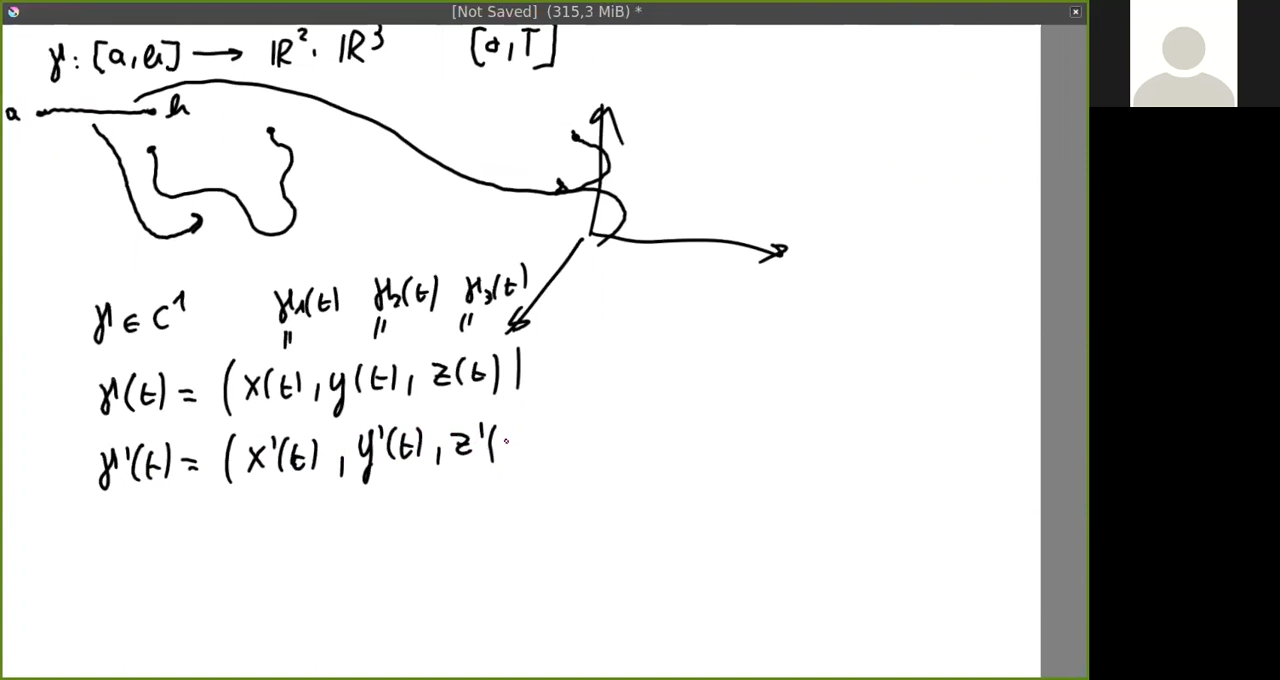 [Not Saved] (315,3 MiB) *
γ : [a,b] → ℝ², ℝ³ [0,T]
a b
γ ∈ C¹ γ₁(t) γ₂(t) γ₃(t)
" " "
γ(t) = (x(t), y(t), z(t))
γ'(t) = (x'(t), y'(t), z'(